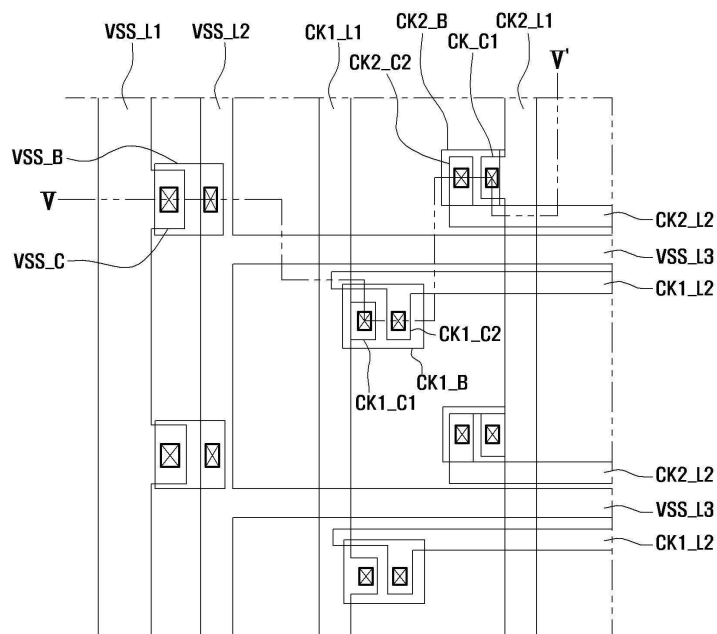 VSS_L1
VSS_L2
CK1_L1
CK2_B
CK2_C2
CK_C1
CK2_L1
V'
VSS_B
V
VSS_C
CK2_L2
VSS_L3
CK1_L2
CK1_C2
CK1_B
CK1_C1
CK2_L2
VSS_L3
CK1_L2